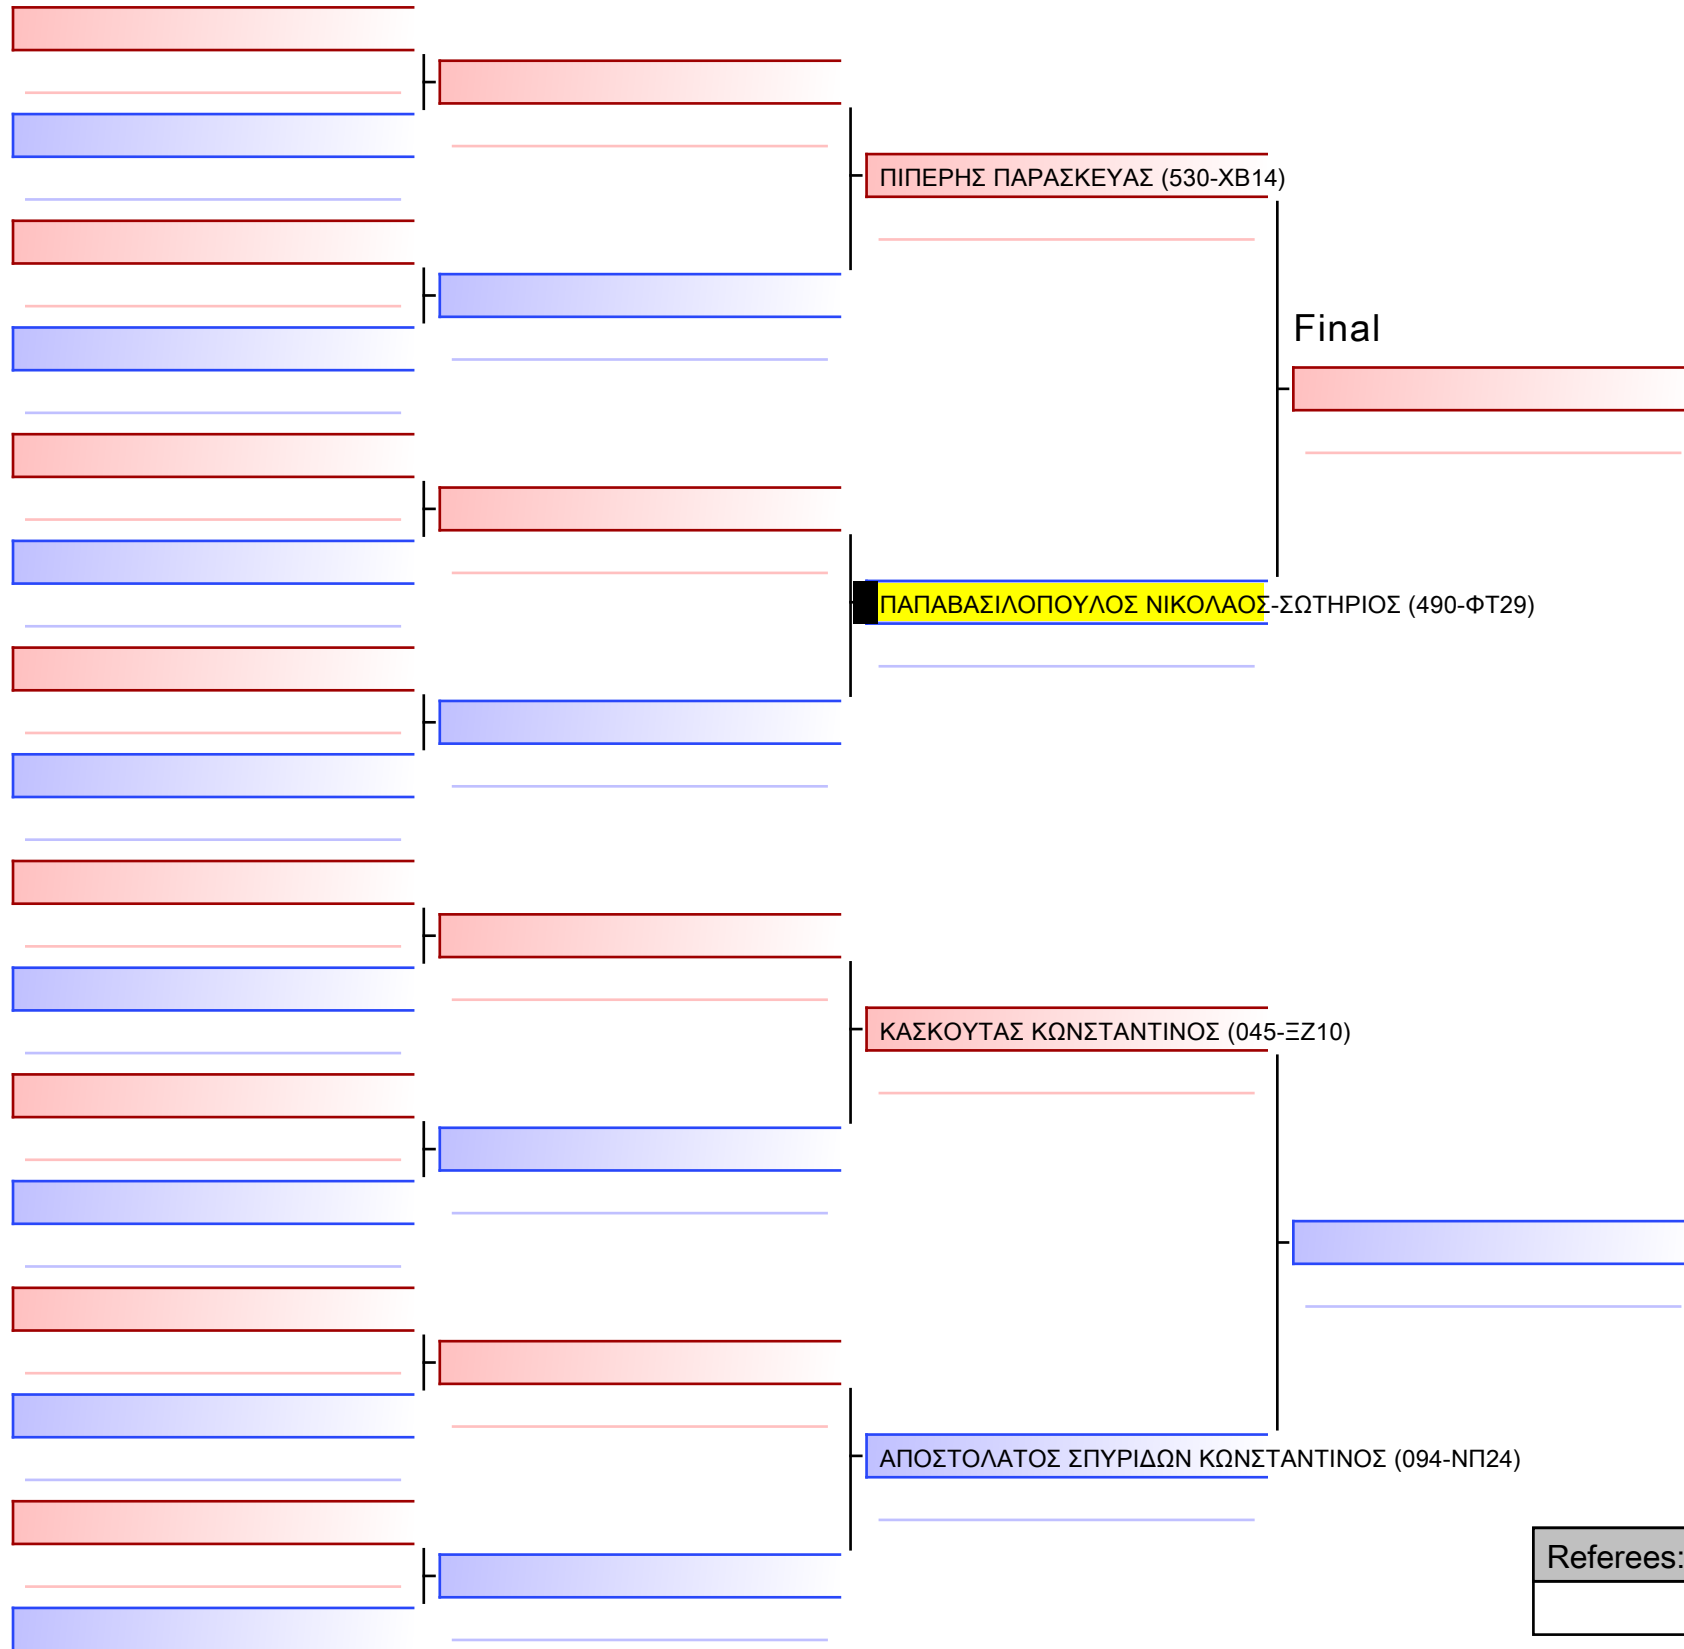 ΠΙΠΕΡΗΣ ΠΑΡΑΣΚΕΥΑΣ (530-ΧΒ14)
Final
ΠΑΠΑΒΑΣΙΛΟΠΟΥΛΟΣ ΝΙΚΟΛΑΟΣ-ΣΩΤΗΡΙΟΣ (490-ΦΤ29)
ΚΑΣΚΟΥΤΑΣ ΚΩΝΣΤΑΝΤΙΝΟΣ (045-ΞΖ10)
ΑΠΟΣΤΟΛΑΤΟΣ ΣΠΥΡΙΔΩΝ ΚΩΝΣΤΑΝΤΙΝΟΣ (094-ΝΠ24)
Referees: